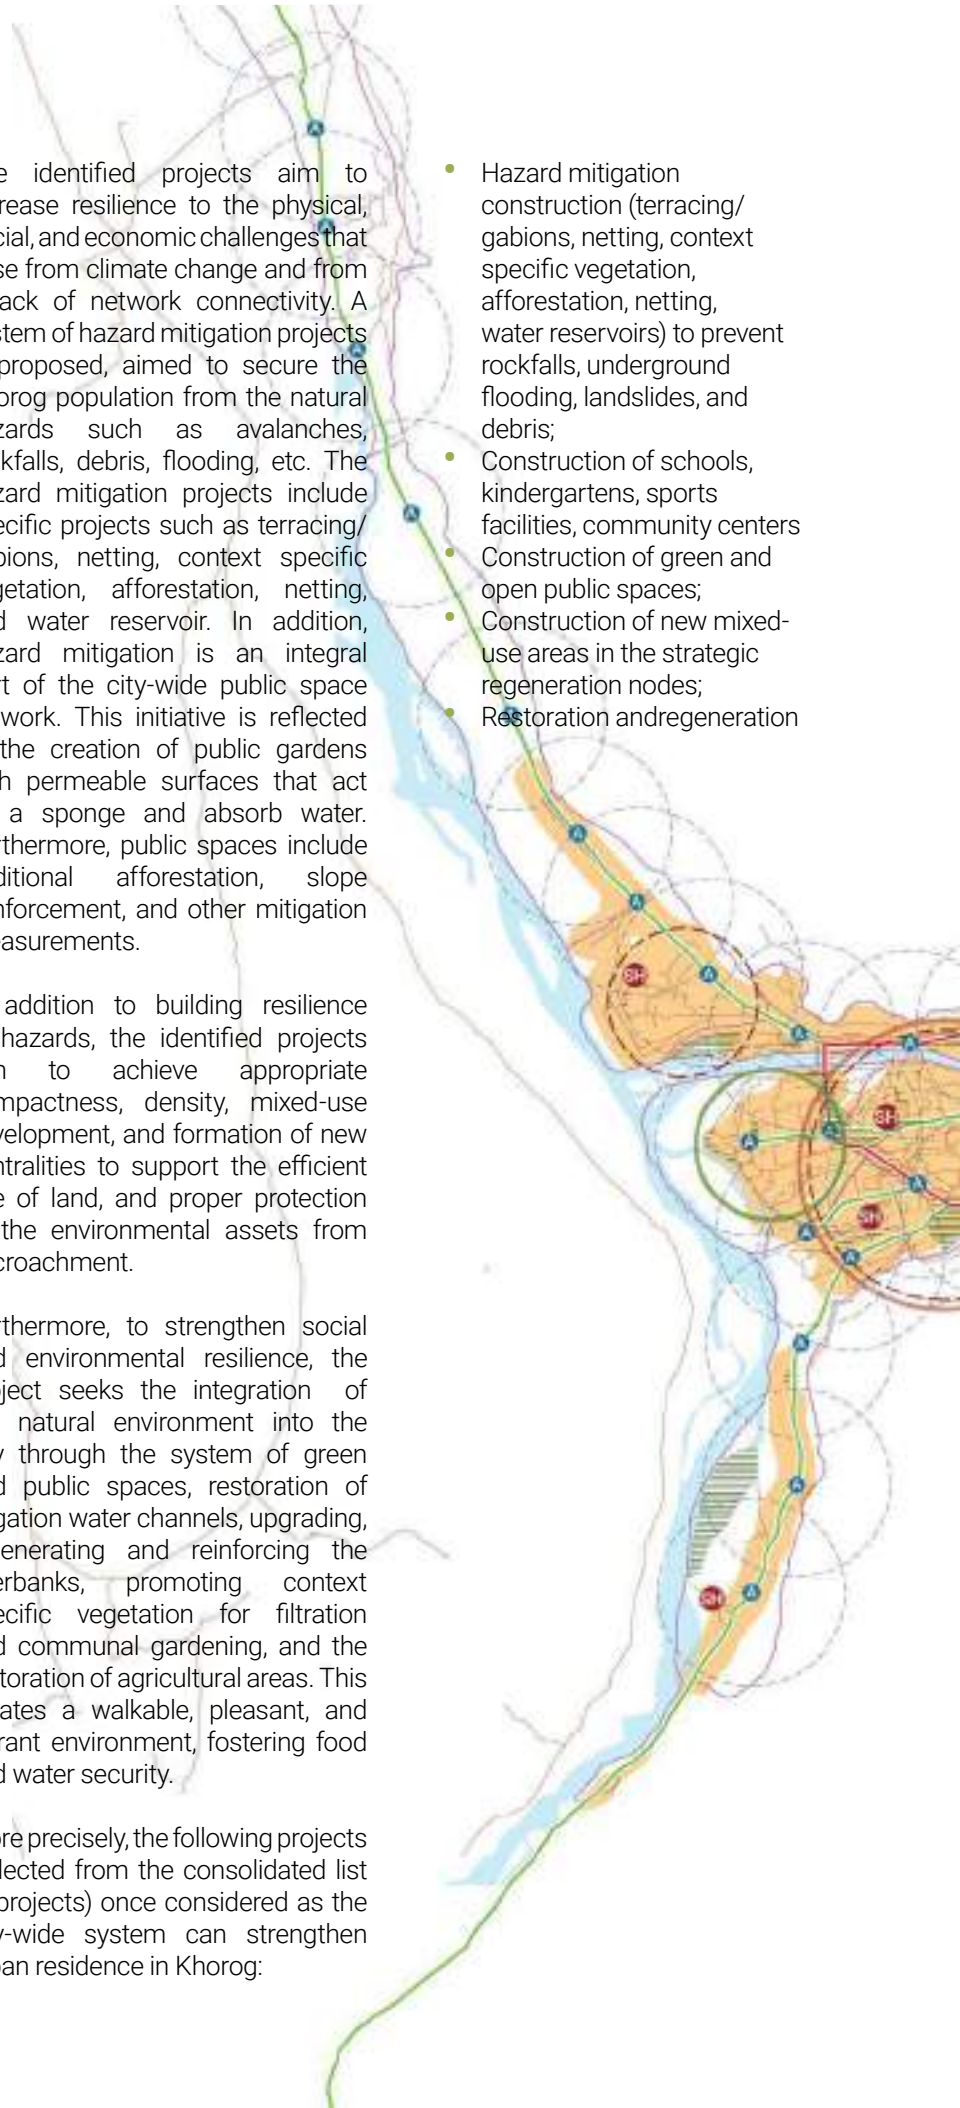 e identified projects aim to
rease resilience to the physical,
cial, and economic challenges that
se from climate change and from
ack of network connectivity. A
stem of hazard mitigation projects
proposed, aimed to secure the
orog population from the natural
zards such as avalanches,
kfalls, debris, flooding, etc. The
zard mitigation projects include
ecific projects such as terracing/
bions, netting, context specific
getation, afforestation, netting,
d water reservoir. In addition,
zard mitigation is an integral
rt of the city-wide public space
work. This initiative is reflected
the creation of public gardens
h permeable surfaces that act
a sponge and absorb water.
rthermore, public spaces include
ditional afforestation, slope
nforcement, and other mitigation
easurements.
addition to building resilience
hazards, the identified projects
n to achieve appropriate
mpactness, density, mixed-use
velopment, and formation of new
ntralities to support the efficient
e of land, and proper protection
the environmental assets from
croachment.
rthermore, to strengthen social
d environmental resilience, the
oject seeks the integration of
natural environment into the
y through the system of green
d public spaces, restoration of
gation water channels, upgrading,
enerating and reinforcing the
erbanks, promoting context
ecific vegetation for filtration
d communal gardening, and the
toration of agricultural areas. This
ates a walkable, pleasant, and
rant environment, fostering food
d water security.
ore precisely, the following projects
lected from the consolidated list
projects) once considered as the
y-wide system can strengthen
ban residence in Khorog:
• Hazard mitigation
construction (terracing/
gabions, netting, context
specific vegetation,
afforestation, netting,
water reservoirs) to prevent
rockfalls, underground
flooding, landslides, and
debris;
• Construction of schools,
kindergartens, sports
facilities, community centers
• Construction of green and
open public spaces;
• Construction of new mixed-
use areas in the strategic
regeneration nodes;
• Restoration andregeneration
A
A
A
A
A
A
A
SH
A
A
A
SH
A
A
A
SH
A
A
A
A
A
SH